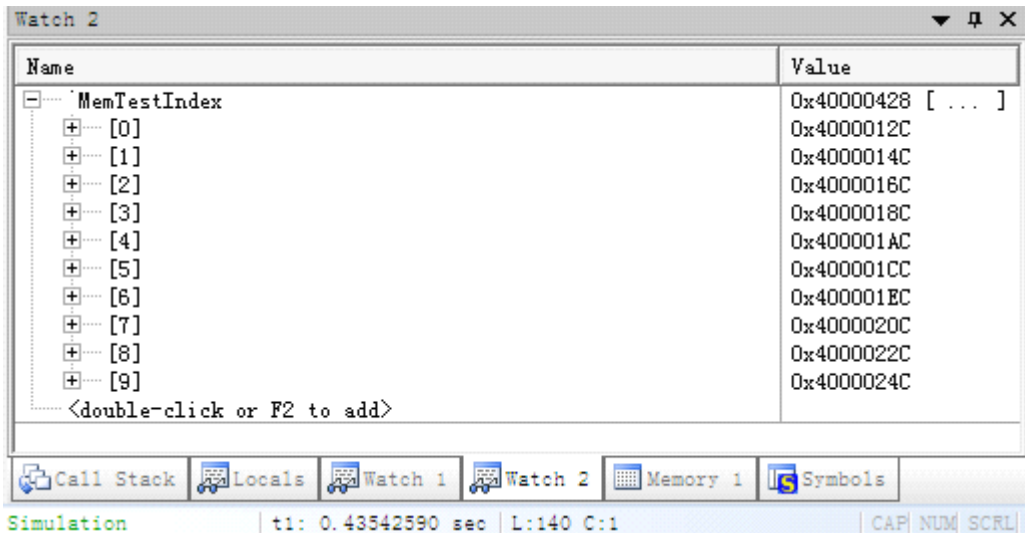 Watch 2
Name Value
MemTestIndex 0x40000428 [ ... ]
[0] 0x4000012C
[1] 0x4000014C
[2] 0x4000016C
[3] 0x4000018C
[4] 0x400001AC
[5] 0x400001CC
[6] 0x400001EC
[7] 0x4000020C
[8] 0x4000022C
[9] 0x4000024C
<double-click or F2 to add>
Call Stack Locals Watch 1 Watch 2 Memory 1 Symbols
Simulation t1: 0.43542590 sec L:140 C:1 CAP NUM SCRL